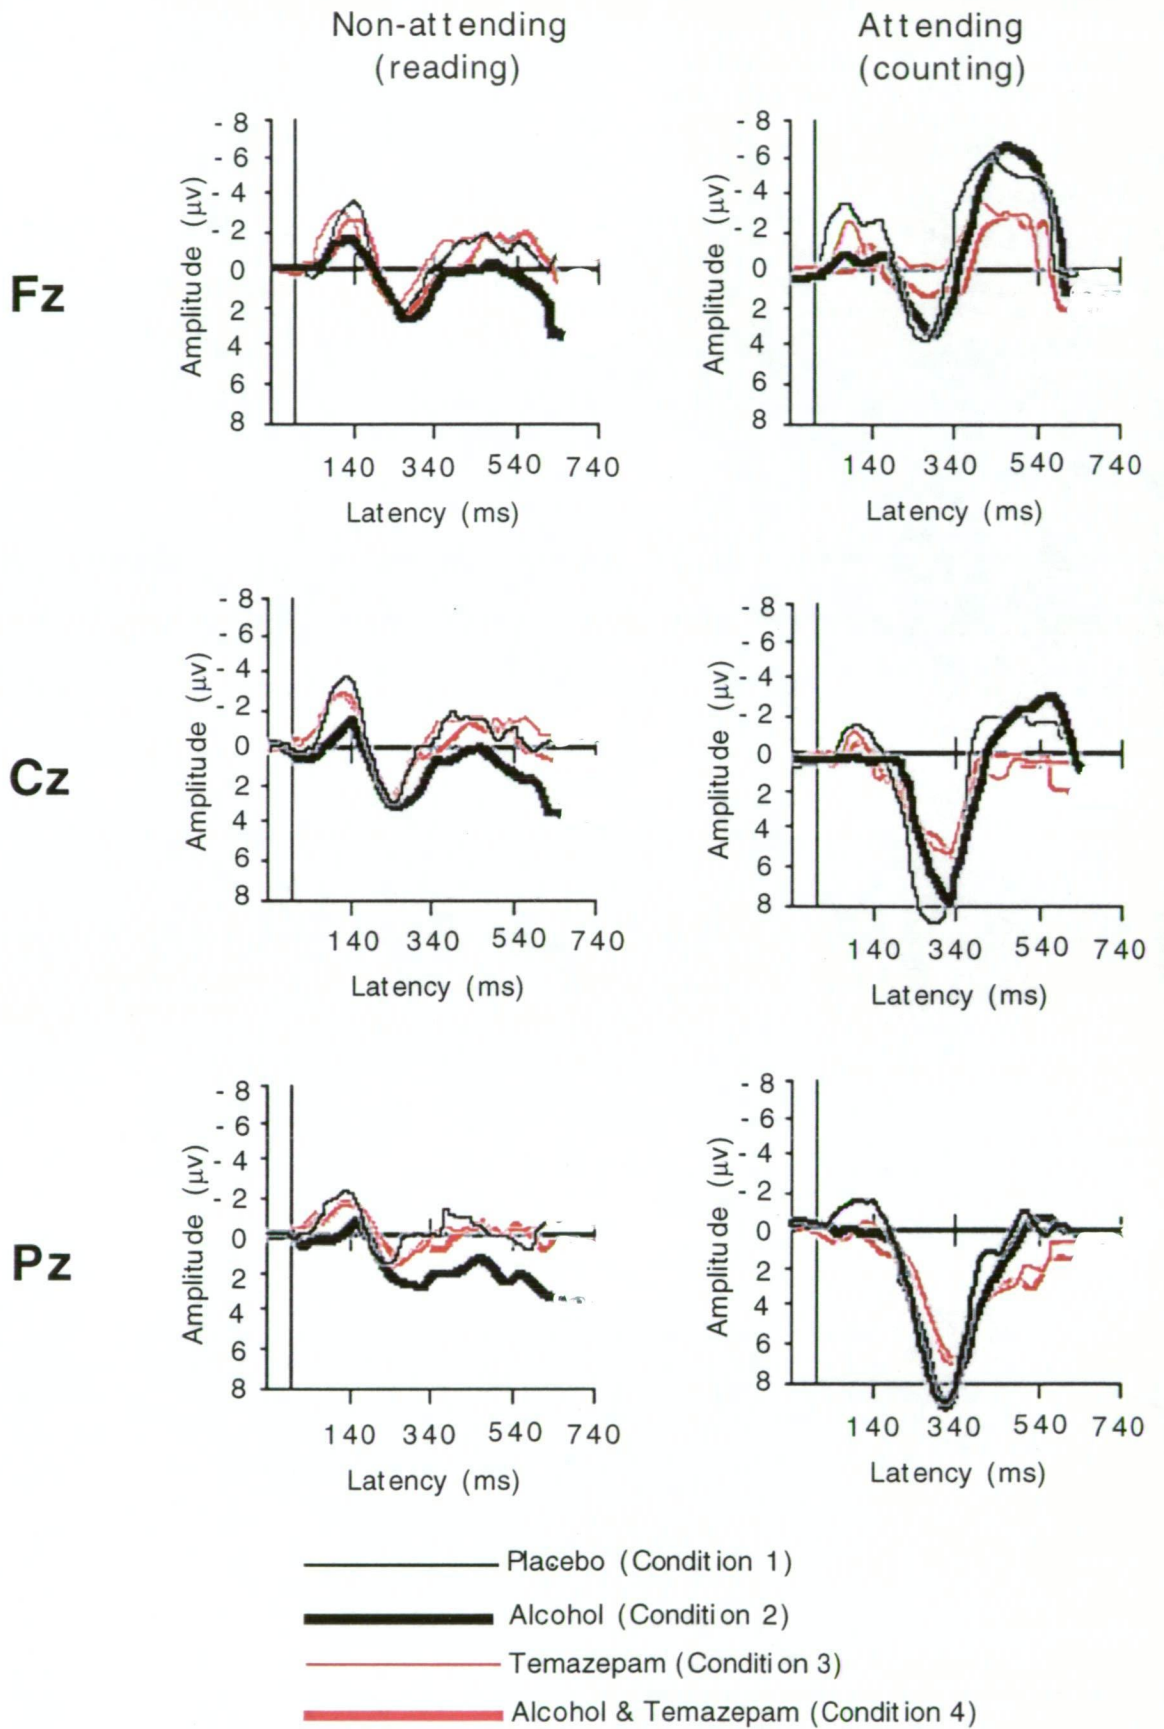 Non-attending
(reading)
Attending
(counting)
Fz
Amplitude (μv)
- 8
- 6
- 4
- 2
0
2
4
6
8
140 340 540 740
Latency (ms)
Amplitude (μv)
- 8
- 6
- 4
- 2
0
2
4
6
8
140 340 540 740
Latency (ms)
Cz
Amplitude (μv)
- 8
- 6
- 4
- 2
0
2
4
6
8
140 340 540 740
Latency (ms)
Amplitude (μv)
- 8
- 6
- 4
- 2
0
2
4
6
8
140 340 540 740
Latency (ms)
Pz
Amplitude (μv)
- 8
- 6
- 4
- 2
0
2
4
6
8
140 340 540 740
Latency (ms)
Amplitude (μv)
- 8
- 6
- 4
- 2
0
2
4
6
8
140 340 540 740
Latency (ms)
Placebo (Condition 1)
Alcohol (Condition 2)
Temazepam (Condition 3)
Alcohol & Temazepam (Condition 4)